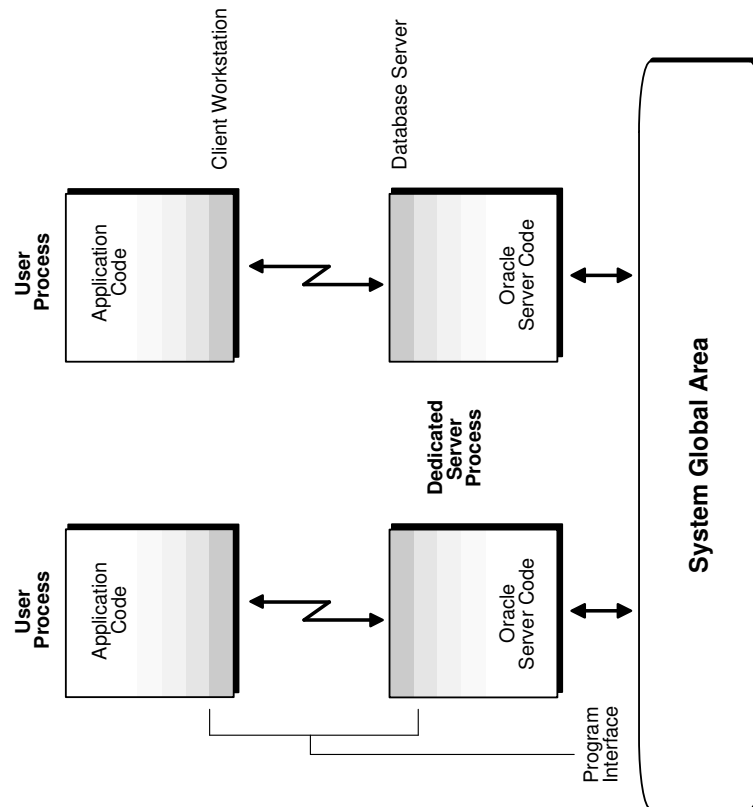 User
Process
User
Process
Application
Code
Application
Code
Client Workstation
Database Server
Dedicated
Server
Process
Oracle
Server Code
Oracle
Server Code
Program
Interface
System Global Area